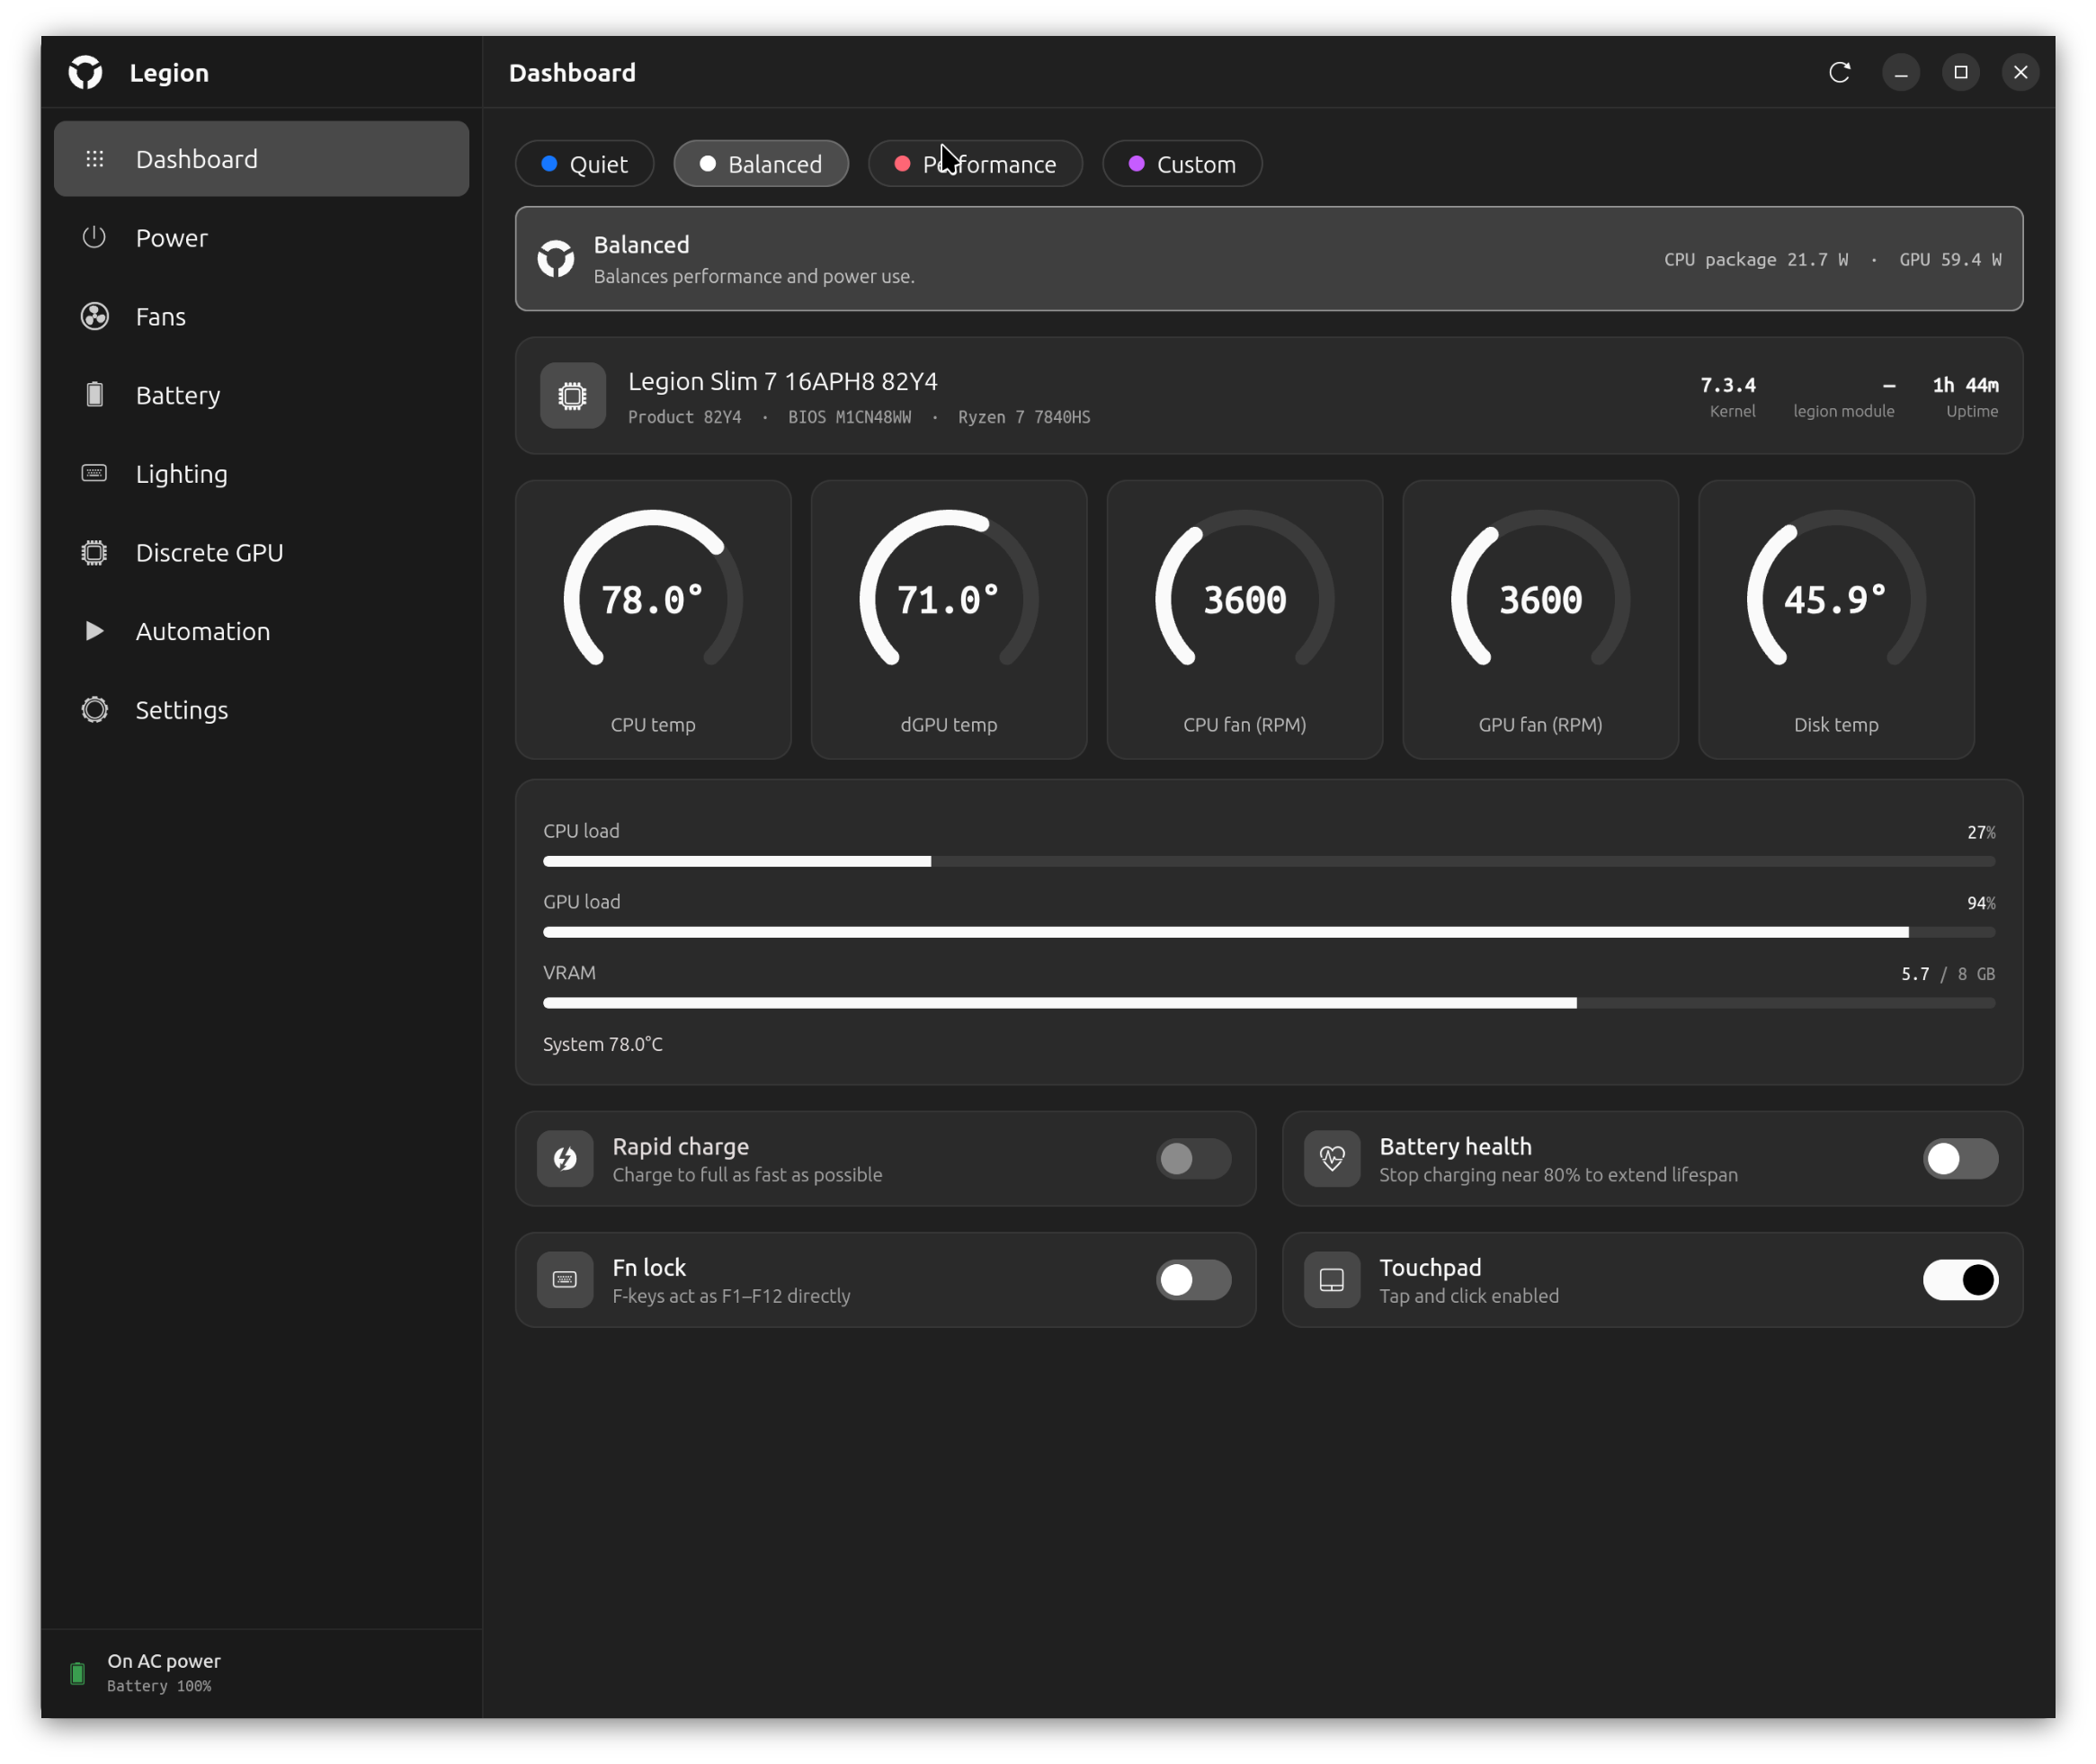 Legion
Dashboard
Dashboard
Power
Fans
Battery
Lighting
Discrete GPU
Automation
Settings
On AC power
Battery 100%
Quiet
Balanced
Performance
Custom
Balanced
Balances performance and power use.
CPU package 21.7 W · GPU 59.4 W
Legion Slim 7 16APH8 82Y4
Product 82Y4 · BIOS M1CN48WW · Ryzen 7 7840HS
7.3.4
Kernel
–
legion module
1h 44m
Uptime
78.0°
CPU temp
71.0°
dGPU temp
3600
CPU fan (RPM)
3600
GPU fan (RPM)
45.9°
Disk temp
CPU load
27%
GPU load
94%
VRAM
5.7 / 8 GB
System 78.0°C
Rapid charge
Charge to full as fast as possible
Battery health
Stop charging near 80% to extend lifespan
Fn lock
F-keys act as F1–F12 directly
Touchpad
Tap and click enabled